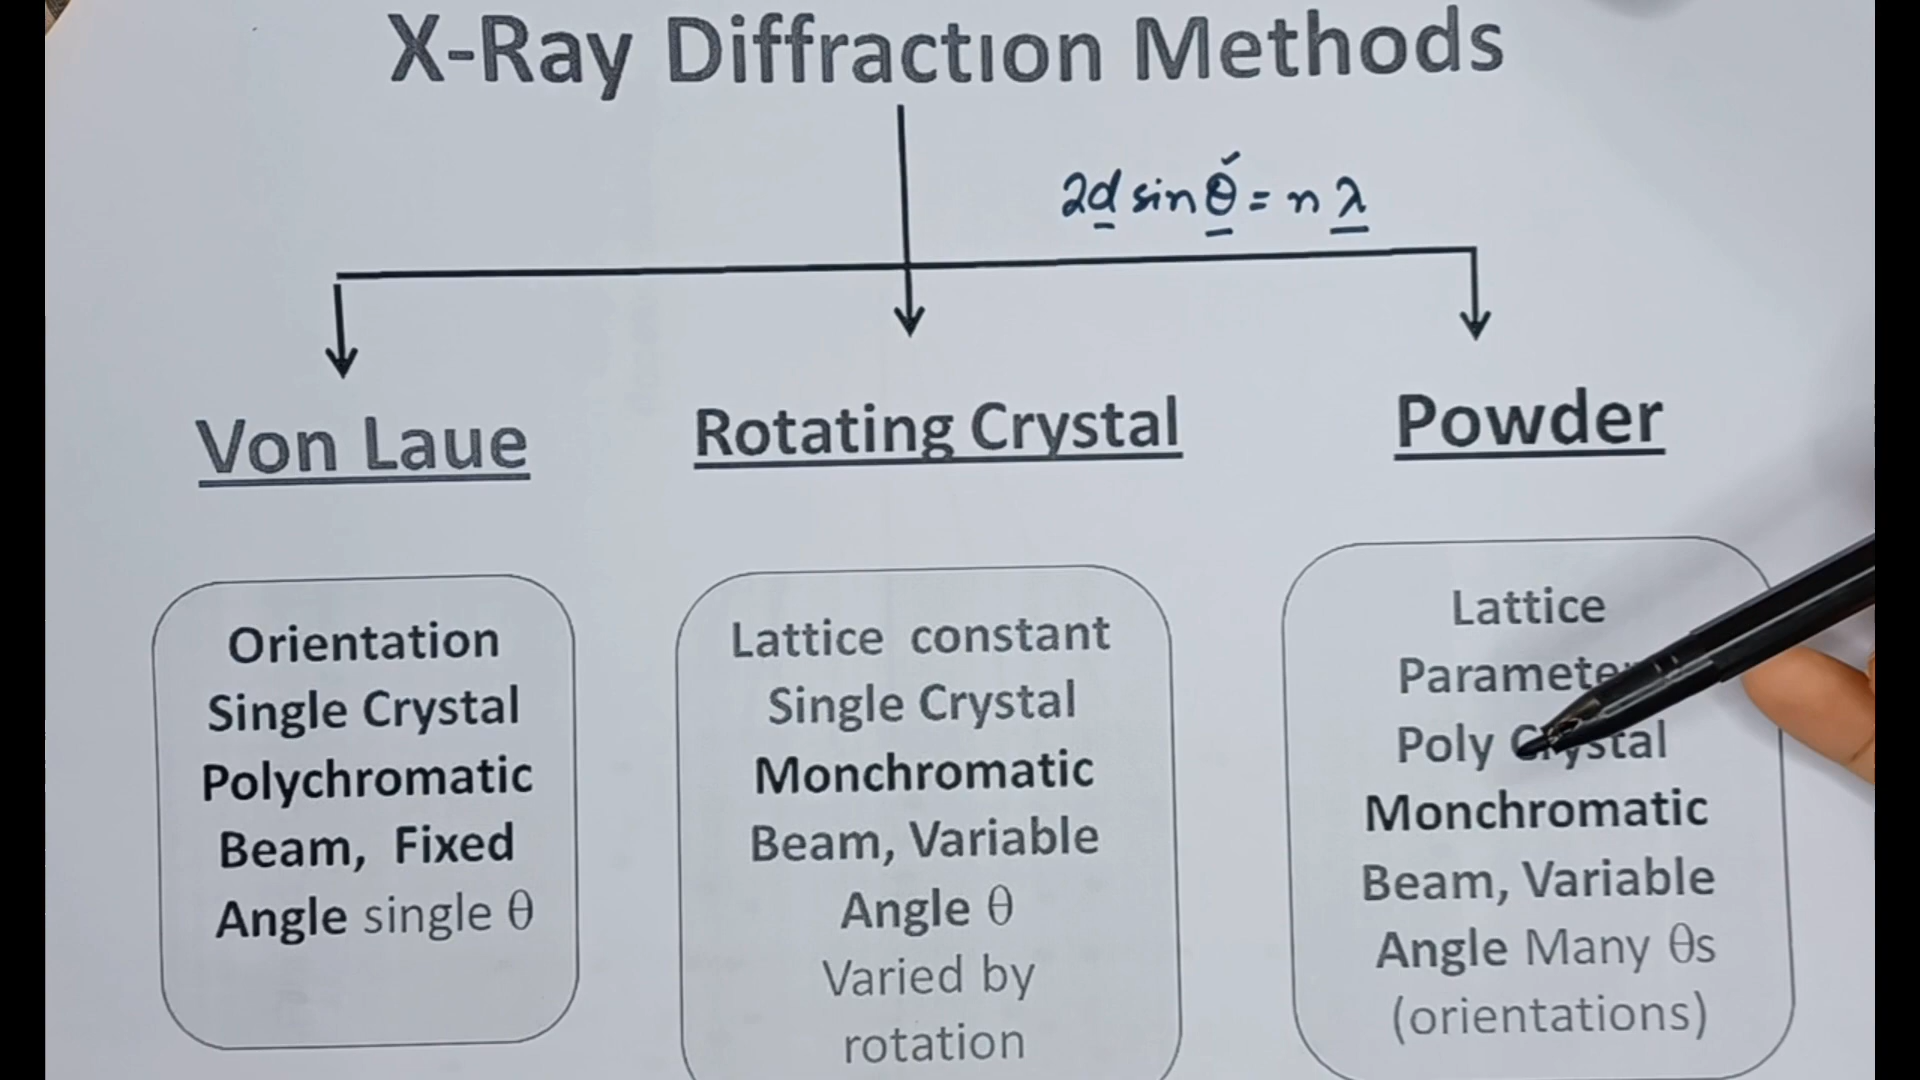 X-Ray Diffraction Methods
2d sin θ = n λ
Von Laue
Rotating Crystal
Powder
Orientation
Single Crystal
Polychromatic
Beam, Fixed
Angle single θ
Lattice constant
Single Crystal
Monchromatic
Beam, Variable
Angle θ
Varied by
rotation
Lattice
Parameter
Poly Crystal
Monchromatic
Beam, Variable
Angle Many θs
(orientations)